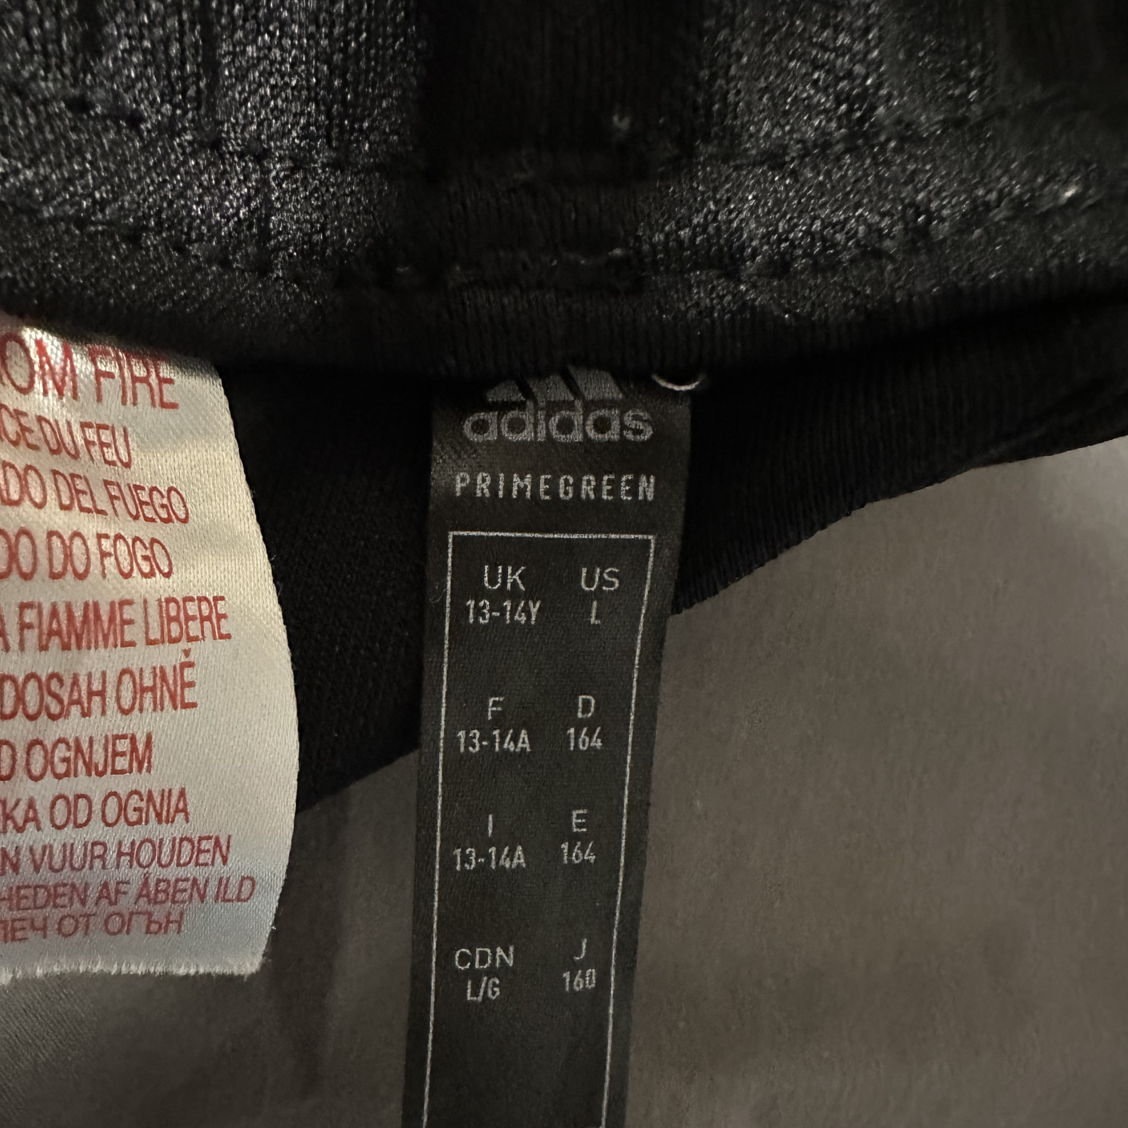 OM FIRE
CE DU FEU
DO DEL FUEGO
DO DO FOGO
A FIAMME LIBERE
DOSAH OHNĚ
D OGNJEM
KA OD OGNIA
N VUUR HOUDEN
HEDEN AF ÅBEN ILD
ЛЕЧ ОТ ОГЪН
adidas
PRIMEGREEN
UK US
13-14Y L
F D
13-14A 164
I E
13-14A 164
CDN J
L/G 160